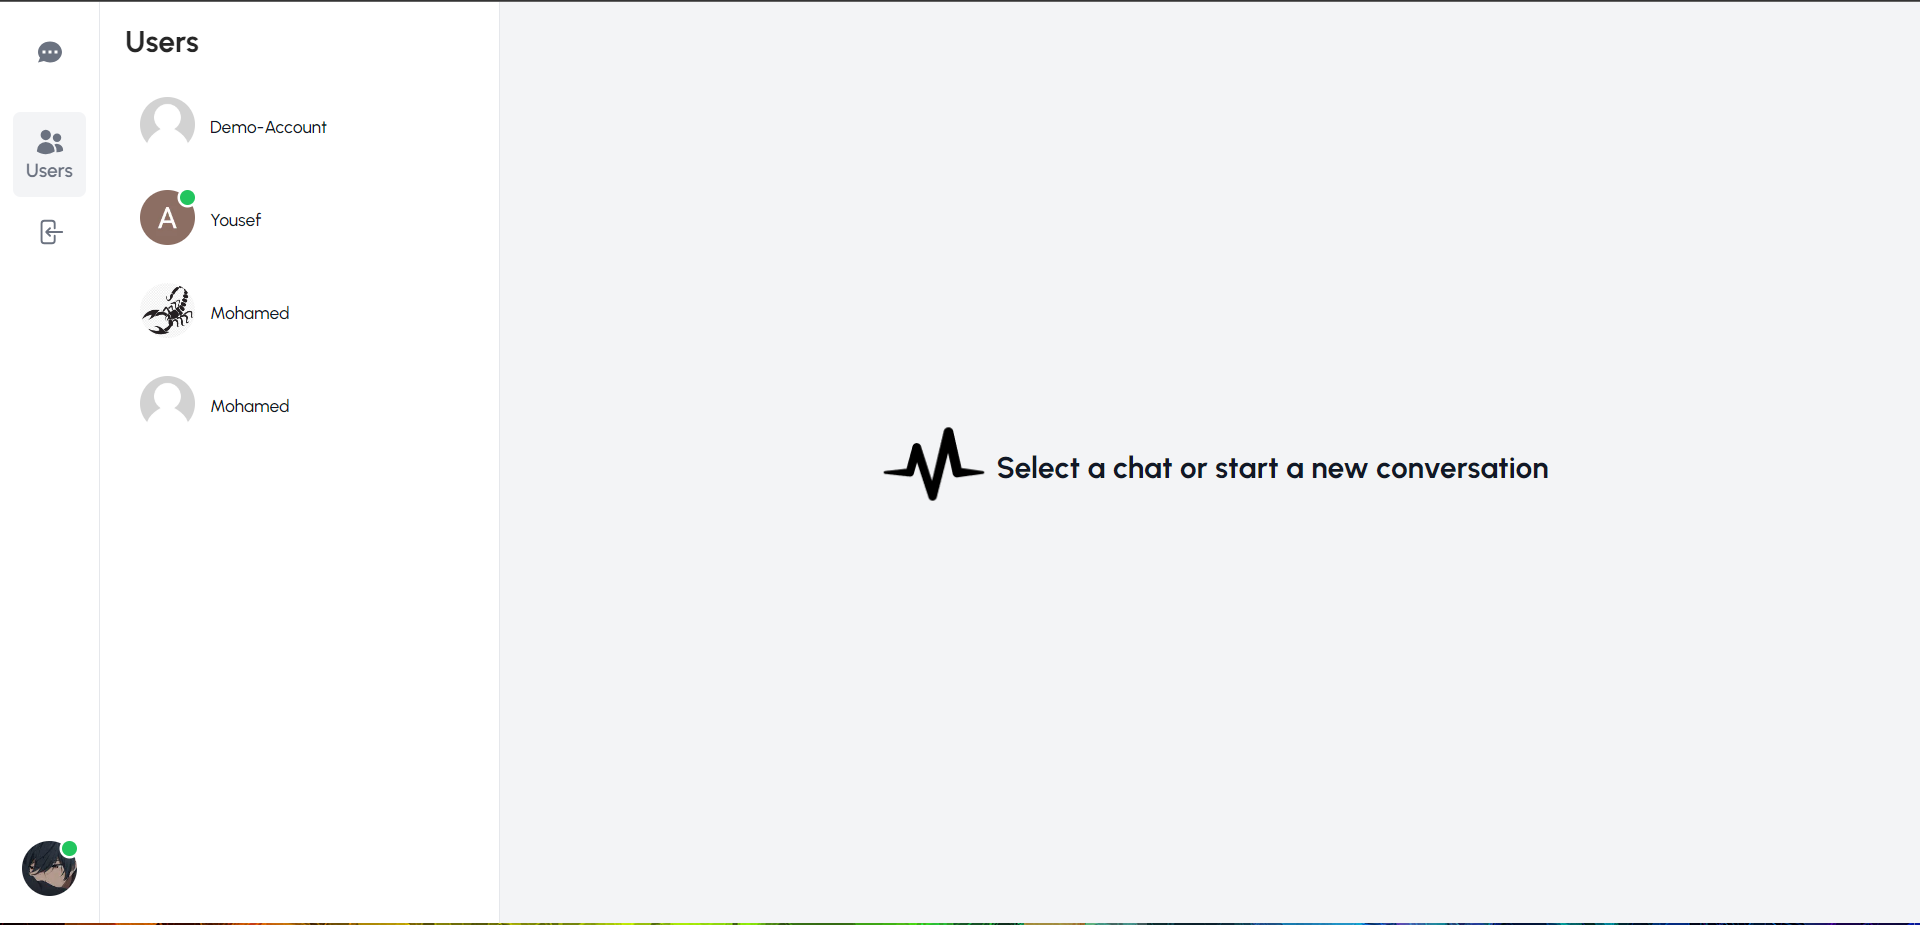 Users
Users
Demo-Account
A
Yousef
Mohamed
Mohamed
Select a chat or start a new conversation